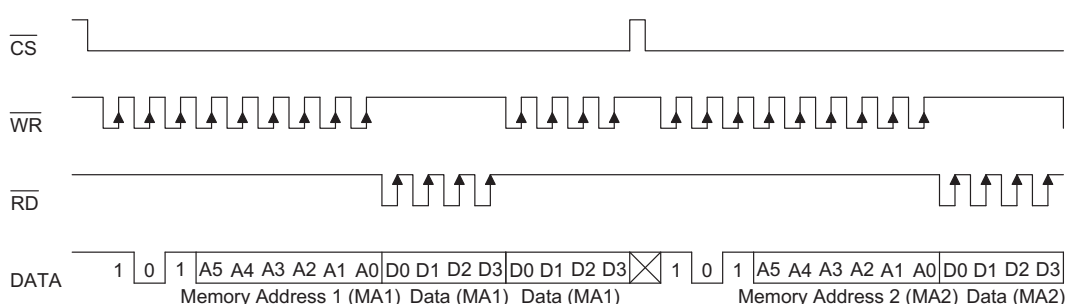 CS
WR
RD
DATA 1 0 1 A5 A4 A3 A2 A1 A0 D0 D1 D2 D3 D0 D1 D2 D3 1 0 1 A5 A4 A3 A2 A1 A0 D0 D1 D2 D3
Memory Address 1 (MA1) Data (MA1) Data (MA1) Memory Address 2 (MA2) Data (MA2)